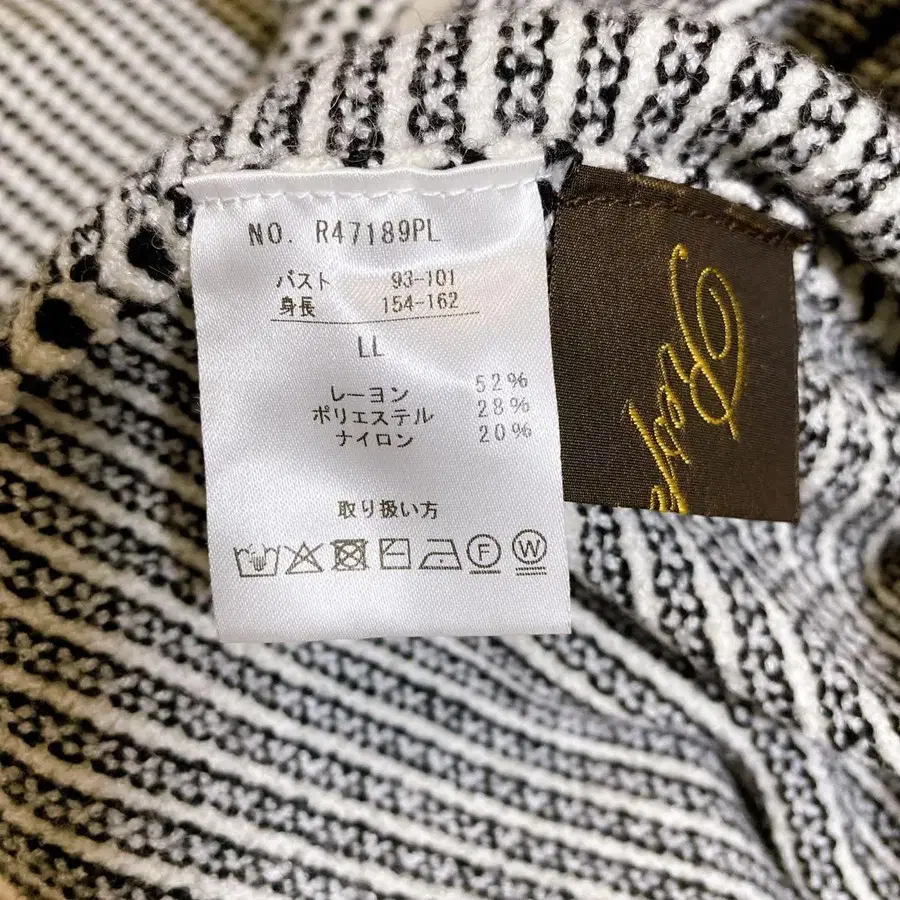 NO. R47189PL
バスト 93-101
身長 154-162
LL
レーヨン 52%
ポリエステル 28%
ナイロン 20%
取り扱い方
F W